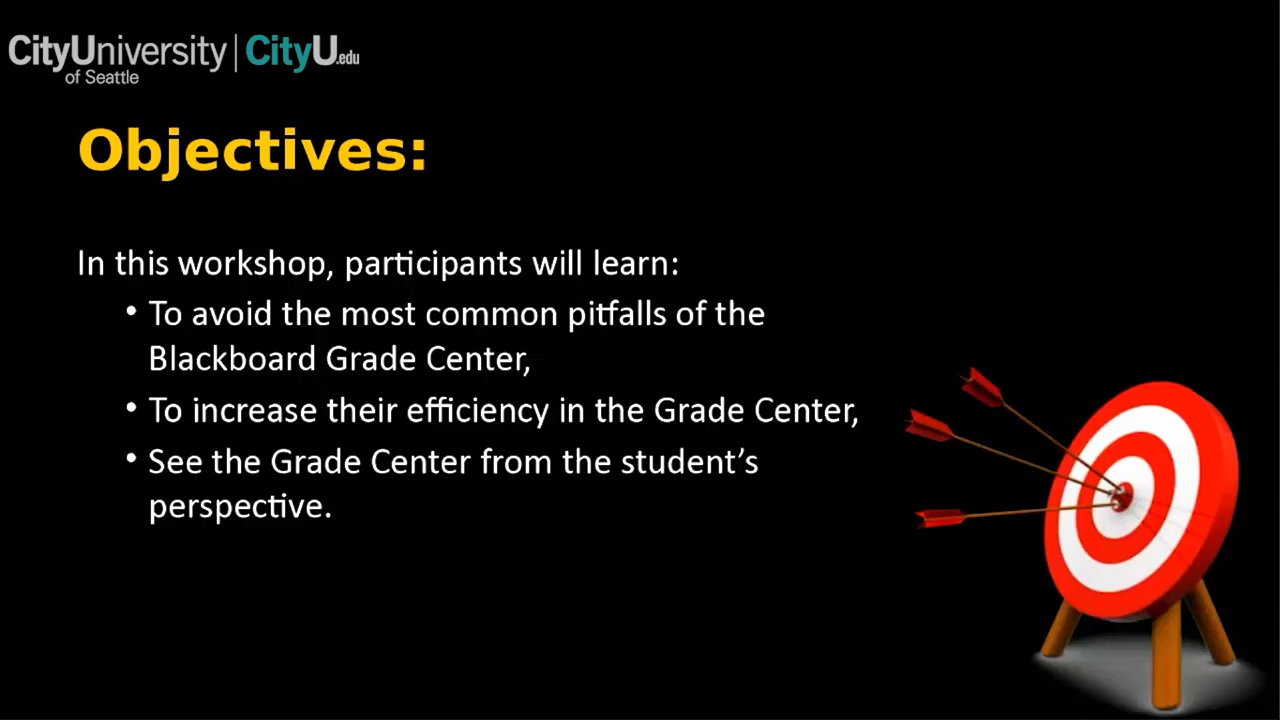 CityUniversity | CityU.edu
of Seattle
Objectives:
In this workshop, participants will learn:
• To avoid the most common pitfalls of the
Blackboard Grade Center,
• To increase their efficiency in the Grade Center,
• See the Grade Center from the student’s
perspective.